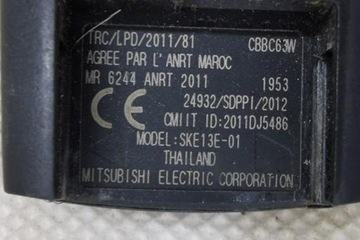 TRC/LPD/2011/81 CBBC63W
AGREE PAR L' ANRT MAROC
MR 6244 ANRT 2011 1953
CE 24932/SDPPI/2012
CMIIT ID:2011DJ5486
MODEL:SKE13E-01
THAILAND
MITSUBISHI ELECTRIC CORPORATION